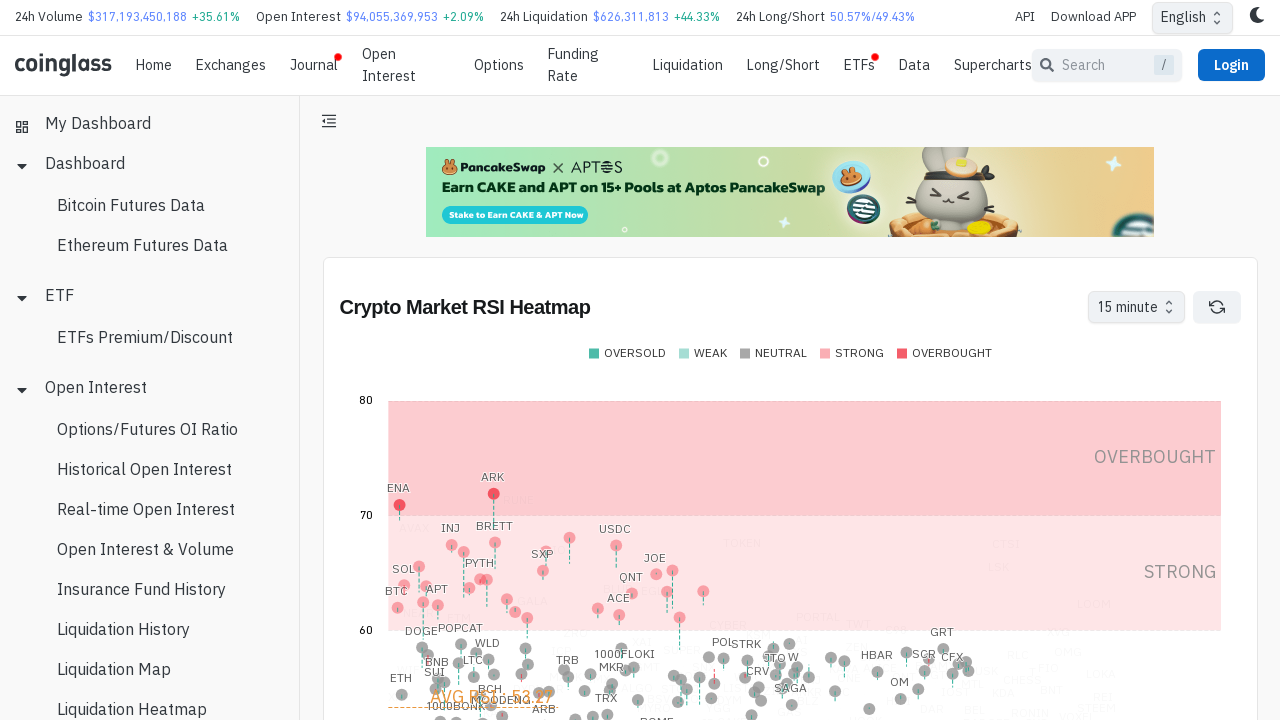 24h Volume $317,193,450,188 +35.61% Open Interest $94,055,369,953 +2.09% 24h Liquidation $626,311,813 +44.33% 24h Long/Short 50.57%/49.43% API Download APP English
coinglass Home Exchanges Journal Open Interest Options Funding Rate Liquidation Long/Short ETFs Data Supercharts Search / Login
My Dashboard
Dashboard
Bitcoin Futures Data
Ethereum Futures Data
ETF
ETFs Premium/Discount
Open Interest
Options/Futures OI Ratio
Historical Open Interest
Real-time Open Interest
Open Interest & Volume
Insurance Fund History
Liquidation History
Liquidation Map
Liquidation Heatmap
PancakeSwap × APTOS
Earn CAKE and APT on 15+ Pools at Aptos PancakeSwap
Stake to Earn CAKE & APT Now
Crypto Market RSI Heatmap
15 minute
OVERSOLD WEAK NEUTRAL STRONG OVERBOUGHT
80
OVERBOUGHT
ARK
ENA
70
INJ BRETT USDC
SXP JOE
SOL PYTH STRONG
QNT
BTC APT
ACE
60
DOGE POPCAT GRT
WLD POL STRK
1000FLOKI HBAR SCR CFX
BNB LTC TRB JTO W
MKR
SUI CRV
ETH OM
BCH SAGA
AVG RSI: 53.27
MOODENG TRX
1000BONK ARB